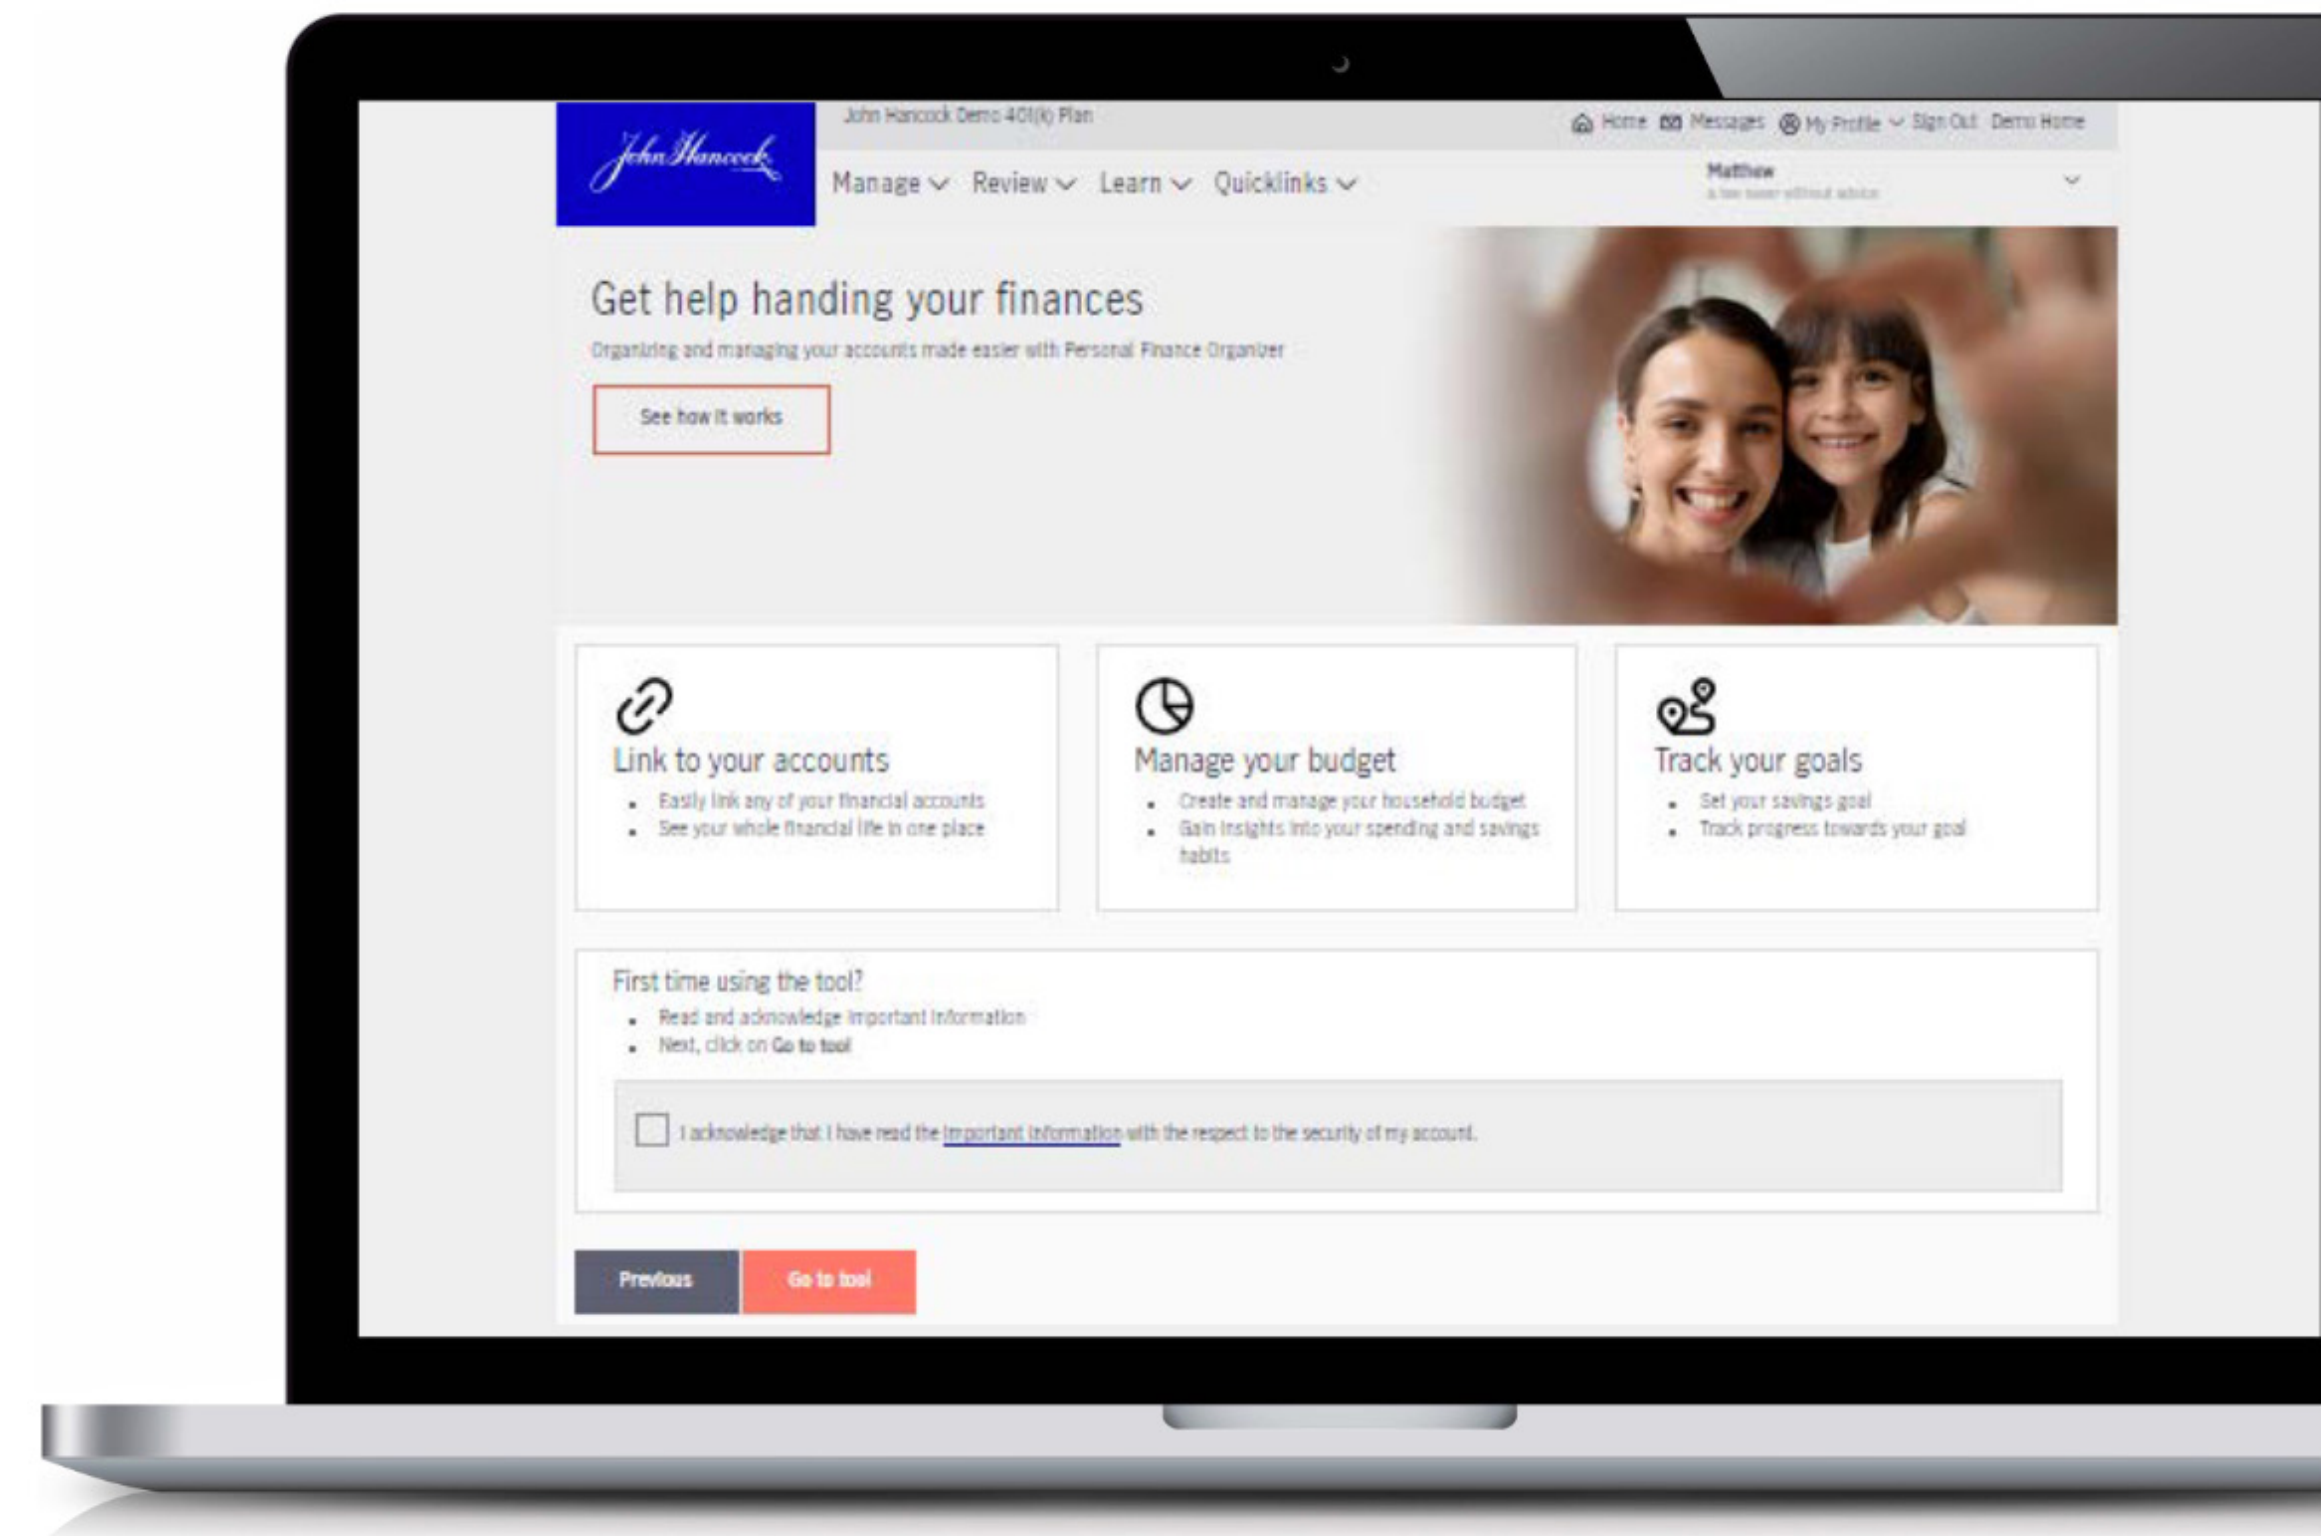 John Hancock
John Hancock Demo 401(k) Plan
Home Messages My Profile Sign Out Demo Home
Manage Review Learn Quicklinks
Matthew
a low saver without advice
Get help handing your finances
Organizing and managing your accounts made easier with Personal Finance Organizer
See how it works
Link to your accounts
Easily link any of your financial accounts
See your whole financial life in one place
Manage your budget
Create and manage your household budget
Gain insights into your spending and savings
habits
Track your goals
Set your savings goal
Track progress towards your goal
First time using the tool?
Read and acknowledge important information
Next, click on Go to tool
I acknowledge that I have read the important information with the respect to the security of my account.
Previous Go to tool